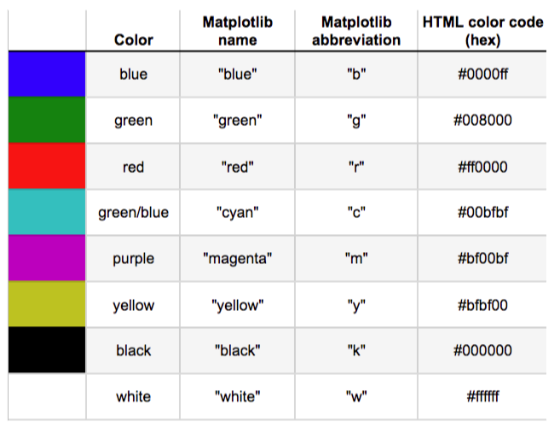 Color Matplotlib name Matplotlib abbreviation HTML color code (hex)
blue "blue" "b" #0000ff
green "green" "g" #008000
red "red" "r" #ff0000
green/blue "cyan" "c" #00bfbf
purple "magenta" "m" #bf00bf
yellow "yellow" "y" #bfbf00
black "black" "k" #000000
white "white" "w" #ffffff